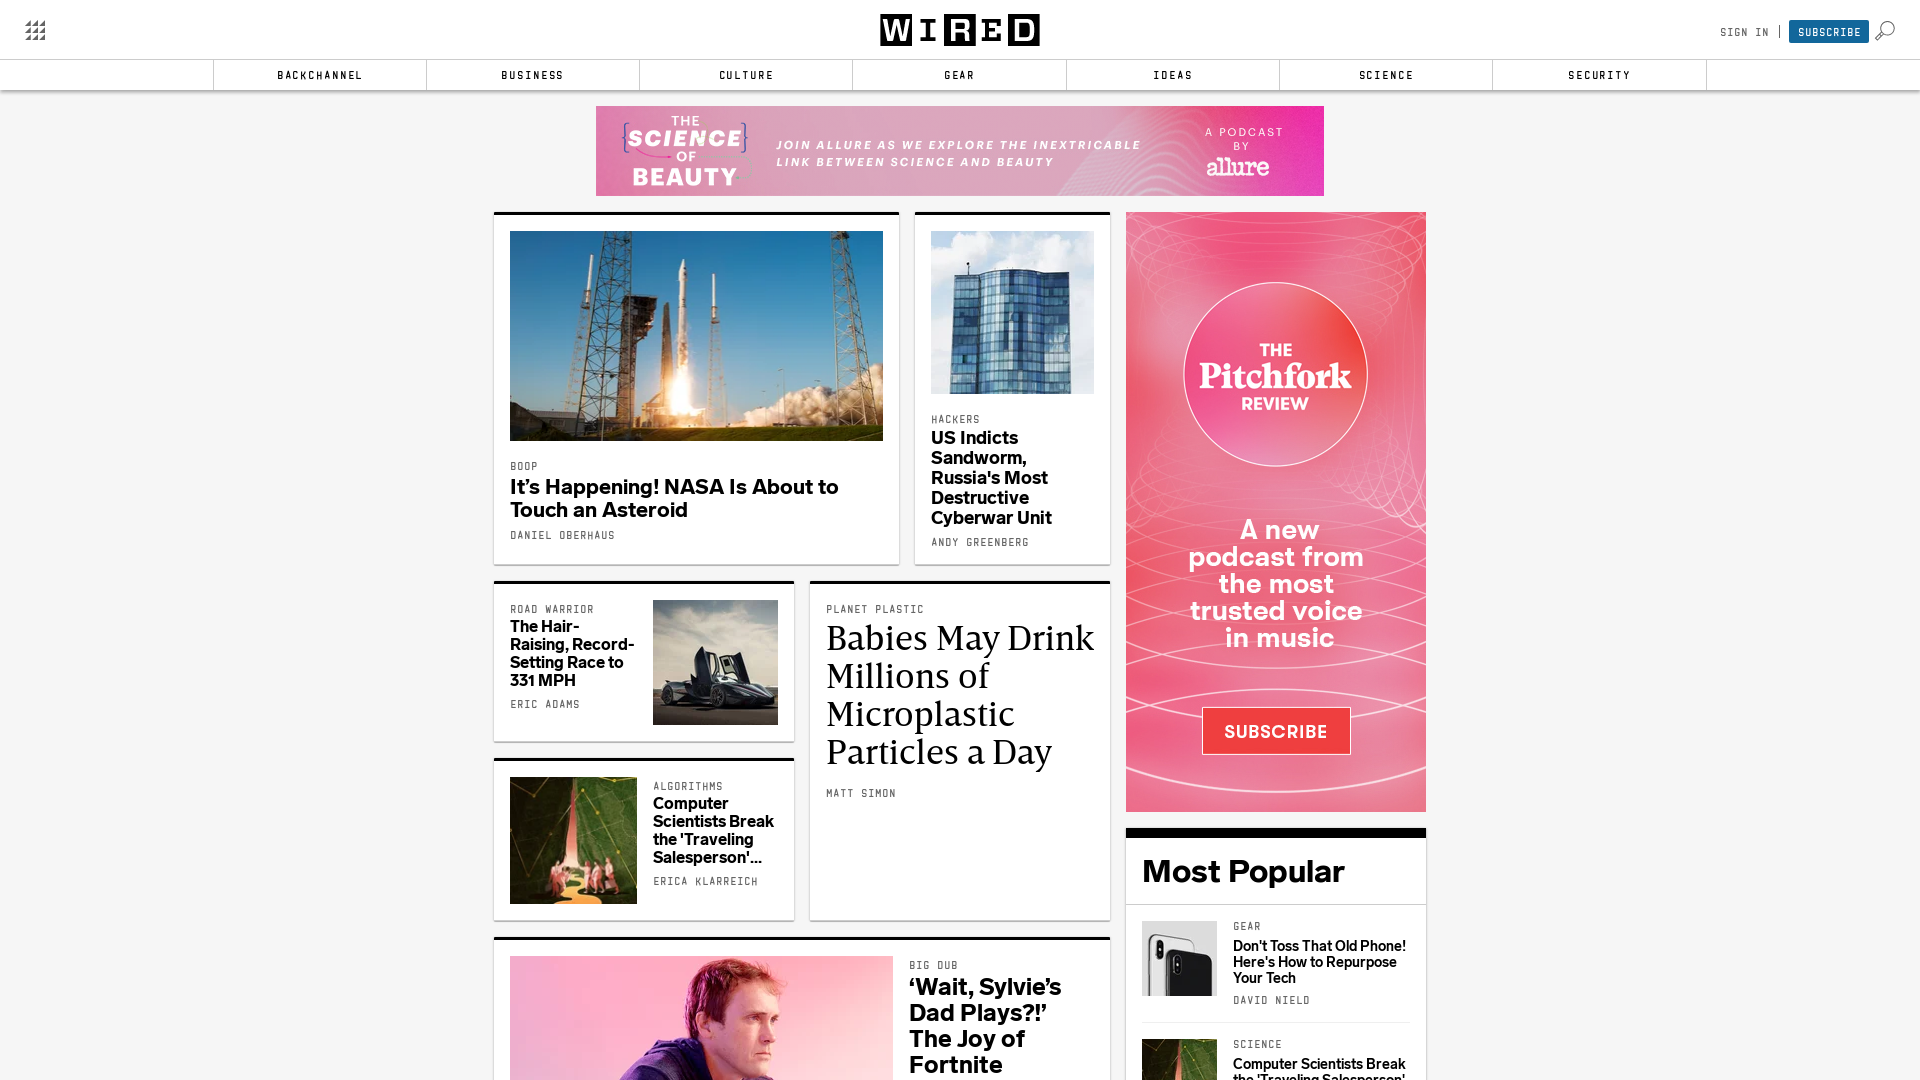 WIRED
SIGN IN
SUBSCRIBE
BACKCHANNEL
BUSINESS
CULTURE
GEAR
IDEAS
SCIENCE
SECURITY
THE
{SCIENCE}
OF
BEAUTY
JOIN ALLURE AS WE EXPLORE THE INEXTRICABLE
LINK BETWEEN SCIENCE AND BEAUTY
A PODCAST
BY
allure
BOOP
It’s Happening! NASA Is About to
Touch an Asteroid
DANIEL OBERHAUS
HACKERS
US Indicts
Sandworm,
Russia's Most
Destructive
Cyberwar Unit
ANDY GREENBERG
ROAD WARRIOR
The Hair-
Raising, Record-
Setting Race to
331 MPH
ERIC ADAMS
ALGORITHMS
Computer
Scientists Break
the 'Traveling
Salesperson'...
ERICA KLARREICH
PLANET PLASTIC
Babies May Drink
Millions of
Microplastic
Particles a Day
MATT SIMON
BIG DUB
‘Wait, Sylvie’s
Dad Plays?!’
The Joy of
Fortnite
THE
Pitchfork
REVIEW
A new
podcast from
the most
trusted voice
in music
SUBSCRIBE
Most Popular
GEAR
Don't Toss That Old Phone!
Here's How to Repurpose
Your Tech
DAVID NIELD
SCIENCE
Computer Scientists Break
the 'Traveling Salesperson'